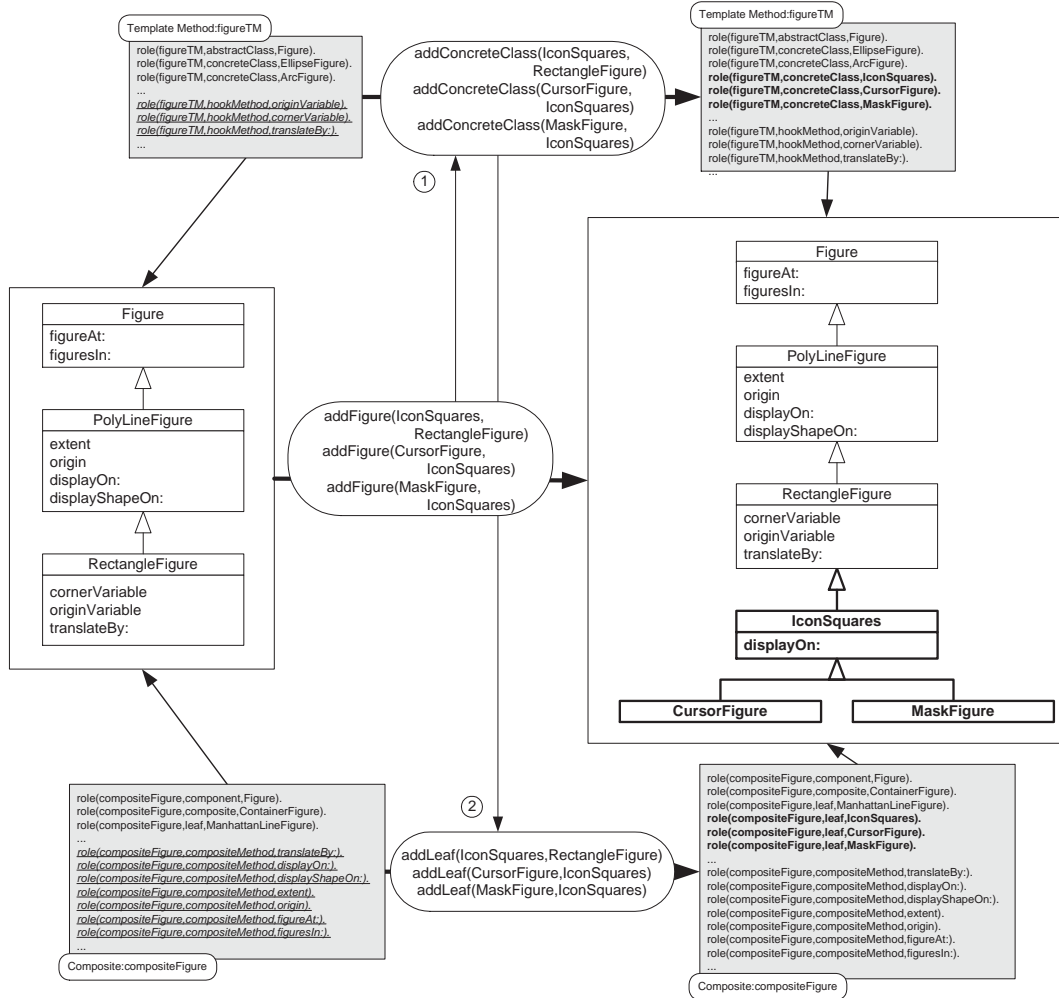 Template Method:figureTM
role(figureTM,abstractClass,Figure).
role(figureTM,concreteClass,EllipseFigure).
role(figureTM,concreteClass,ArcFigure).
...
role(figureTM,hookMethod,originVariable).
role(figureTM,hookMethod,cornerVariable).
role(figureTM,hookMethod,translateBy:).
...
addConcreteClass(IconSquares,
RectangleFigure)
addConcreteClass(CursorFigure,
IconSquares)
addConcreteClass(MaskFigure,
IconSquares)
Template Method:figureTM
role(figureTM,abstractClass,Figure).
role(figureTM,concreteClass,EllipseFigure).
role(figureTM,concreteClass,ArcFigure).
role(figureTM,concreteClass,IconSquares).
role(figureTM,concreteClass,CursorFigure).
role(figureTM,concreteClass,MaskFigure).
...
role(figureTM,hookMethod,originVariable).
role(figureTM,hookMethod,cornerVariable).
role(figureTM,hookMethod,translateBy:).
...
1
Figure
figureAt:
figuresIn:
PolyLineFigure
extent
origin
displayOn:
displayShapeOn:
RectangleFigure
cornerVariable
originVariable
translateBy:
addFigure(IconSquares,
RectangleFigure)
addFigure(CursorFigure,
IconSquares)
addFigure(MaskFigure,
IconSquares)
Figure
figureAt:
figuresIn:
PolyLineFigure
extent
origin
displayOn:
displayShapeOn:
RectangleFigure
cornerVariable
originVariable
translateBy:
IconSquares
displayOn:
CursorFigure
MaskFigure
2
role(compositeFigure,component,Figure).
role(compositeFigure,composite,ContainerFigure).
role(compositeFigure,leaf,ManhattanLineFigure).
...
role(compositeFigure,compositeMethod,translateBy:).
role(compositeFigure,compositeMethod,displayOn:).
role(compositeFigure,compositeMethod,displayShapeOn:).
role(compositeFigure,compositeMethod,extent).
role(compositeFigure,compositeMethod,origin).
role(compositeFigure,compositeMethod,figureAt:).
role(compositeFigure,compositeMethod,figuresIn:).
...
Composite:compositeFigure
addLeaf(IconSquares,RectangleFigure)
addLeaf(CursorFigure,IconSquares)
addLeaf(MaskFigure,IconSquares)
role(compositeFigure,component,Figure).
role(compositeFigure,composite,ContainerFigure).
role(compositeFigure,leaf,ManhattanLineFigure).
role(compositeFigure,leaf,IconSquares).
role(compositeFigure,leaf,CursorFigure).
role(compositeFigure,leaf,MaskFigure).
...
role(compositeFigure,compositeMethod,translateBy:).
role(compositeFigure,compositeMethod,displayOn:).
role(compositeFigure,compositeMethod,displayShapeOn:).
role(compositeFigure,compositeMethod,extent).
role(compositeFigure,compositeMethod,origin).
role(compositeFigure,compositeMethod,figureAt:).
role(compositeFigure,compositeMethod,figuresIn:).
...
Composite:compositeFigure